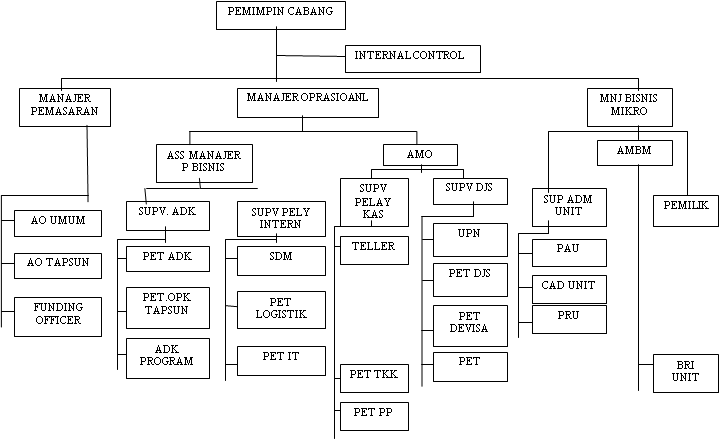 PEMIMPIN CABANG
INTERNAL CONTROL
MANAJER
PEMASARAN
MANAJER OPRASIOANL
MNJ BISNIS
MIKRO
ASS MANAJER
P BISNIS
AMO
AMBM
SUPV. ADK
SUPV PELY
INTERN
SUPV
PELAY
KAS
SUPV DJS
SUP ADM
UNIT
PEMILIK
AO UMUM
PET ADK
SDM
TELLER
UPN
PAU
AO TAPSUN
PET.OPK
TAPSUN
PET
LOGISTIK
PET DJS
CAD UNIT
FUNDING
OFFICER
ADK
PROGRAM
PET IT
PET
DEVISA
PRU
PET TKK
PET
BRI
UNIT
PET PP